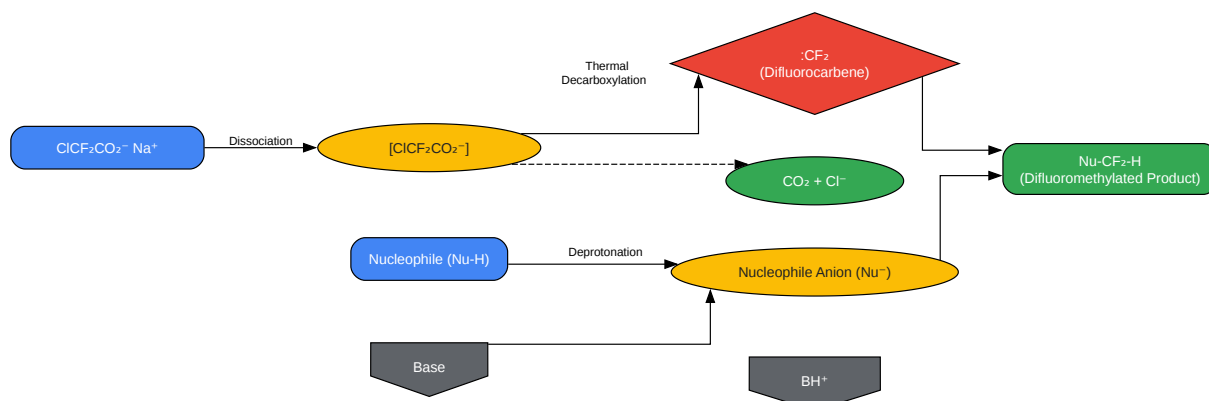 Thermal
Decarboxylation
:CF₂
(Difluorocarbene)
ClCF₂CO₂⁻ Na⁺
Dissociation
[ClCF₂CO₂⁻]
CO₂ + Cl⁻
Nu-CF₂-H
(Difluoromethylated Product)
Nucleophile (Nu-H)
Deprotonation
Nucleophile Anion (Nu⁻)
Base
BH⁺